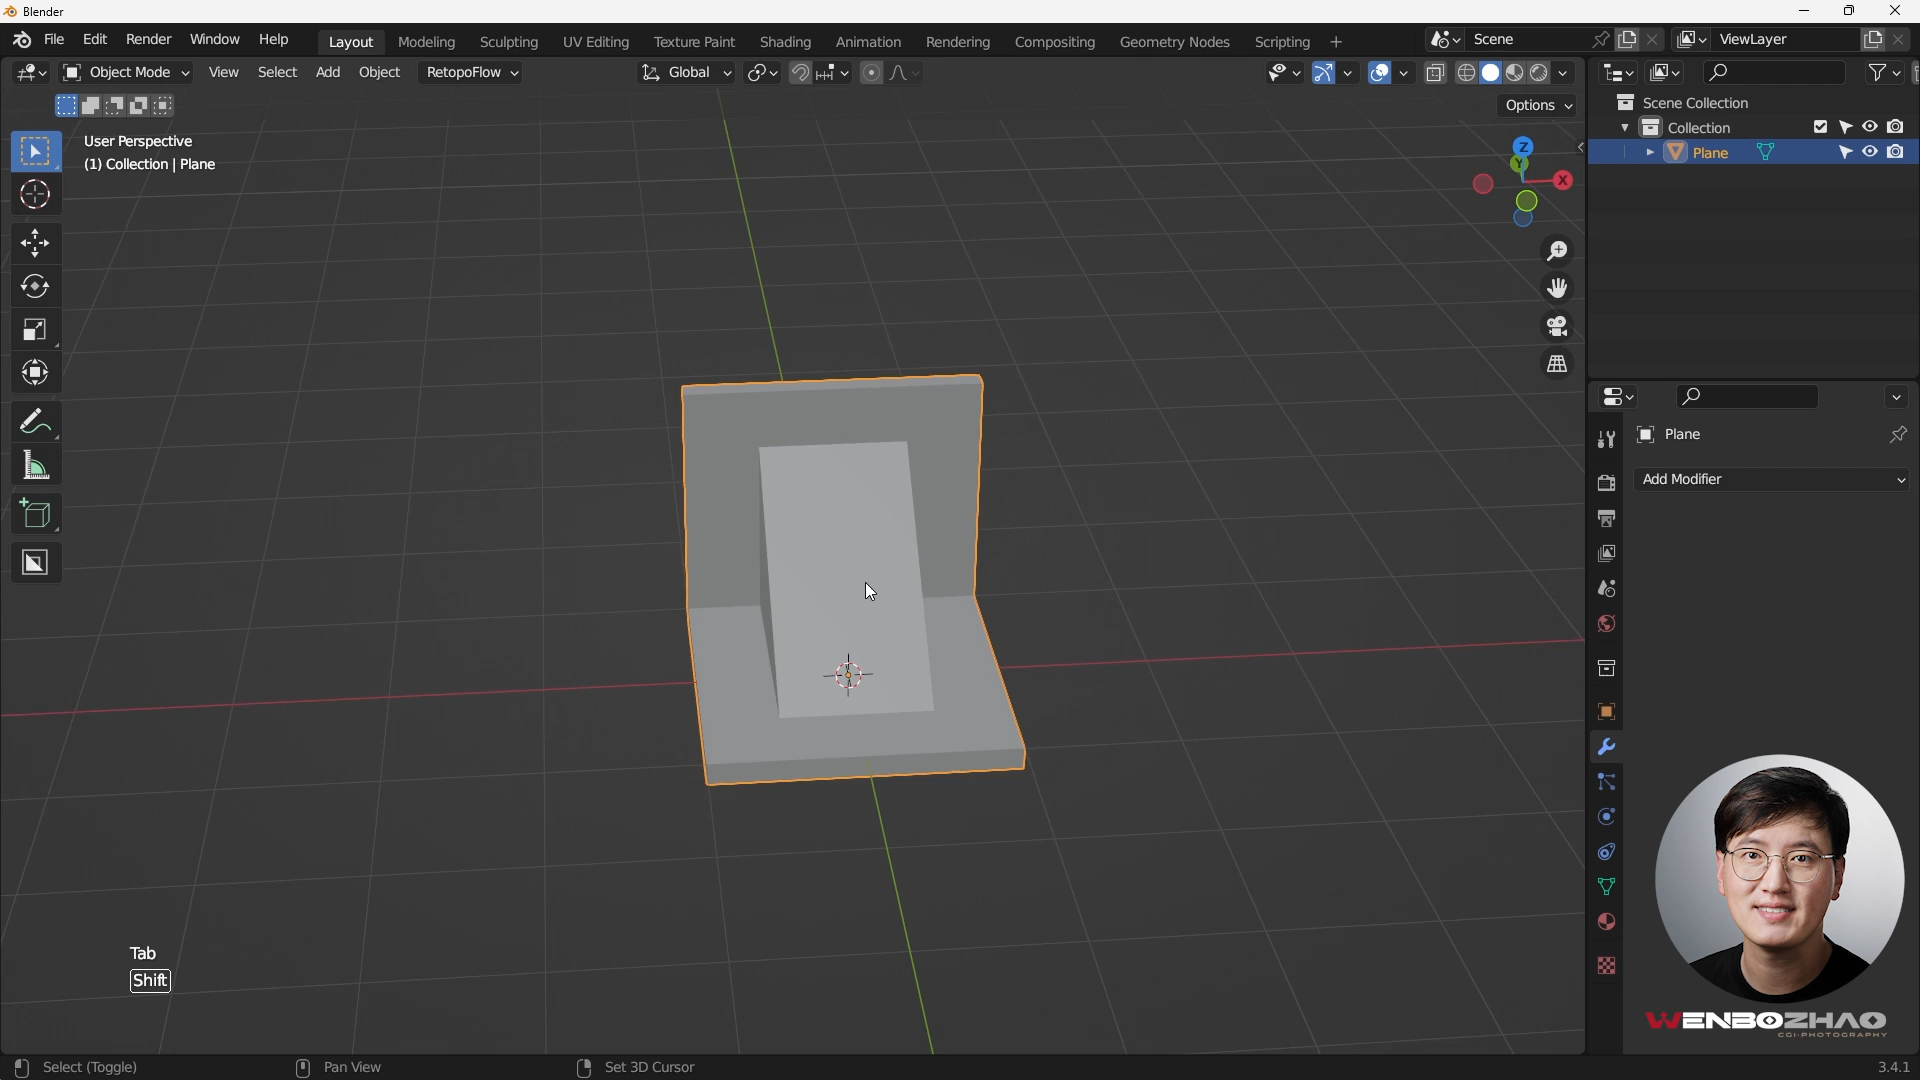 Blender
File Edit Render Window Help Layout Modeling Sculpting UV Editing Texture Paint Shading Animation Rendering Compositing Geometry Nodes Scripting + Scene ViewLayer
Object Mode View Select Add Object RetopoFlow Global
Options
User Perspective
(1) Collection | Plane
Z
Y
X
Scene Collection
Collection
Plane
Plane
Add Modifier
Tab
Shift
WENBOZHAO
CGI·PHOTOGRAPHY
Select (Toggle) Pan View Set 3D Cursor 3.4.1